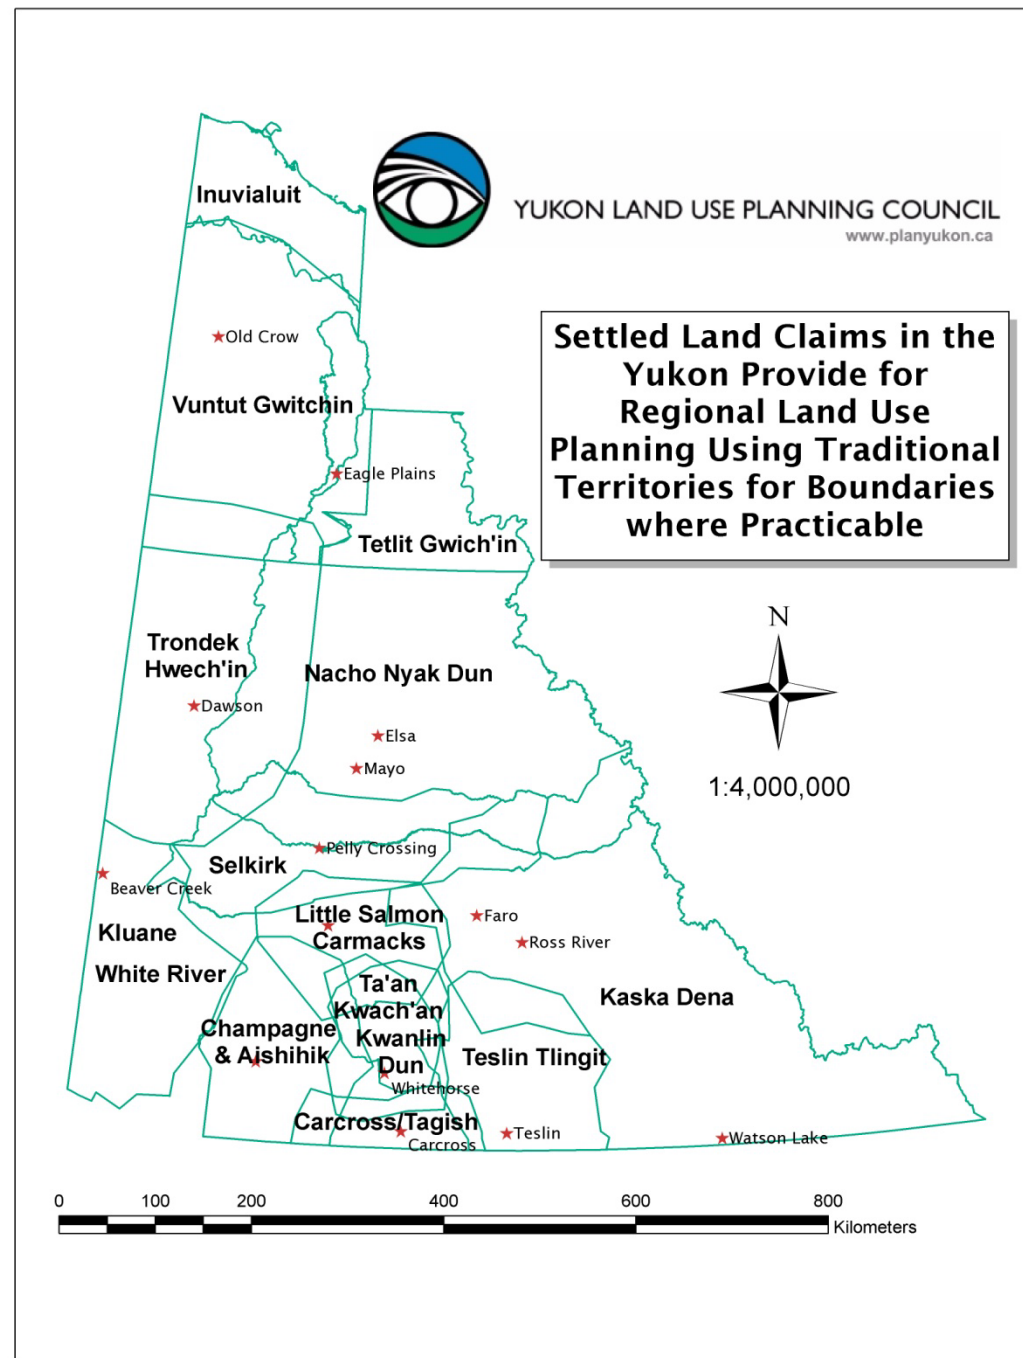 Inuvialuit
YUKON LAND USE PLANNING COUNCIL
www.planyukon.ca
Settled Land Claims in the
Yukon Provide for
Regional Land Use
Planning Using Traditional
Territories for Boundaries
where Practicable
Old Crow
Vuntut Gwitchin
Eagle Plains
Tetlit Gwich'in
Trondek
Hwech'in
Nacho Nyak Dun
N
Dawson
Elsa
Mayo
1:4,000,000
Pelly Crossing
Selkirk
Beaver Creek
Little Salmon
Carmacks
Faro
Ross River
Kluane
White River
Ta'an
Kwach'an
Kwanlin
Dun
Kaska Dena
Champagne
& Aishihik
Teslin Tlingit
Whitehorse
Carcross/Tagish
Carcross
Teslin
Watson Lake
0 100 200 400 600 800
Kilometers